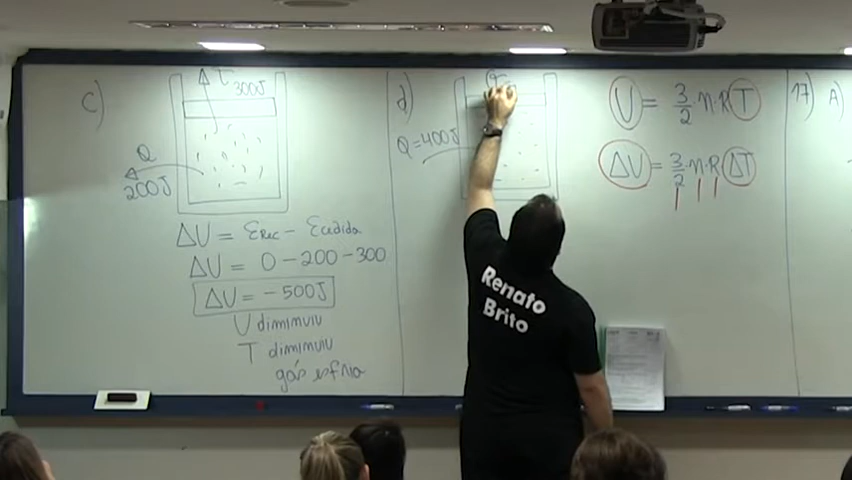 c)
τ
300J
Q
200J
ΔU = Erec - Ecedida
ΔU = 0 - 200 - 300
ΔU = - 500J
U diminuiu
T diminuiu
gás esfria
d)
Q = 400J
U = 3/2 n.R T
ΔU = 3/2 .n.R ΔT
17) A)
Renato
Brito